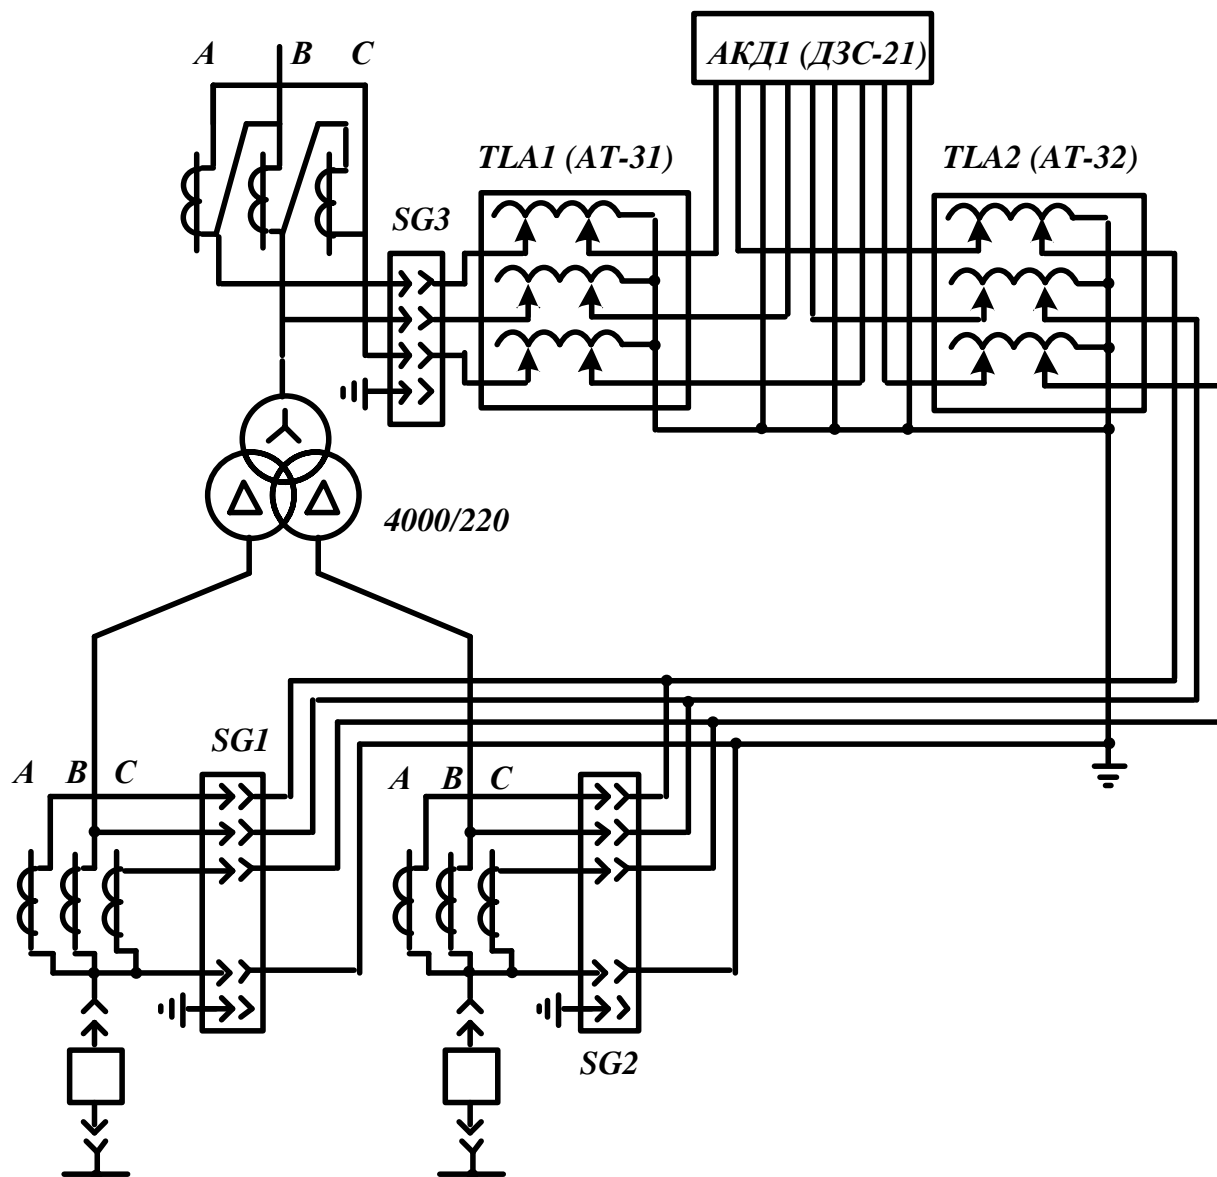 A B C
АКД1 (ДЗС-21)
TLA1 (AT-31)
TLA2 (AT-32)
SG3
4000/220
SG1
A B C
A B C
SG2